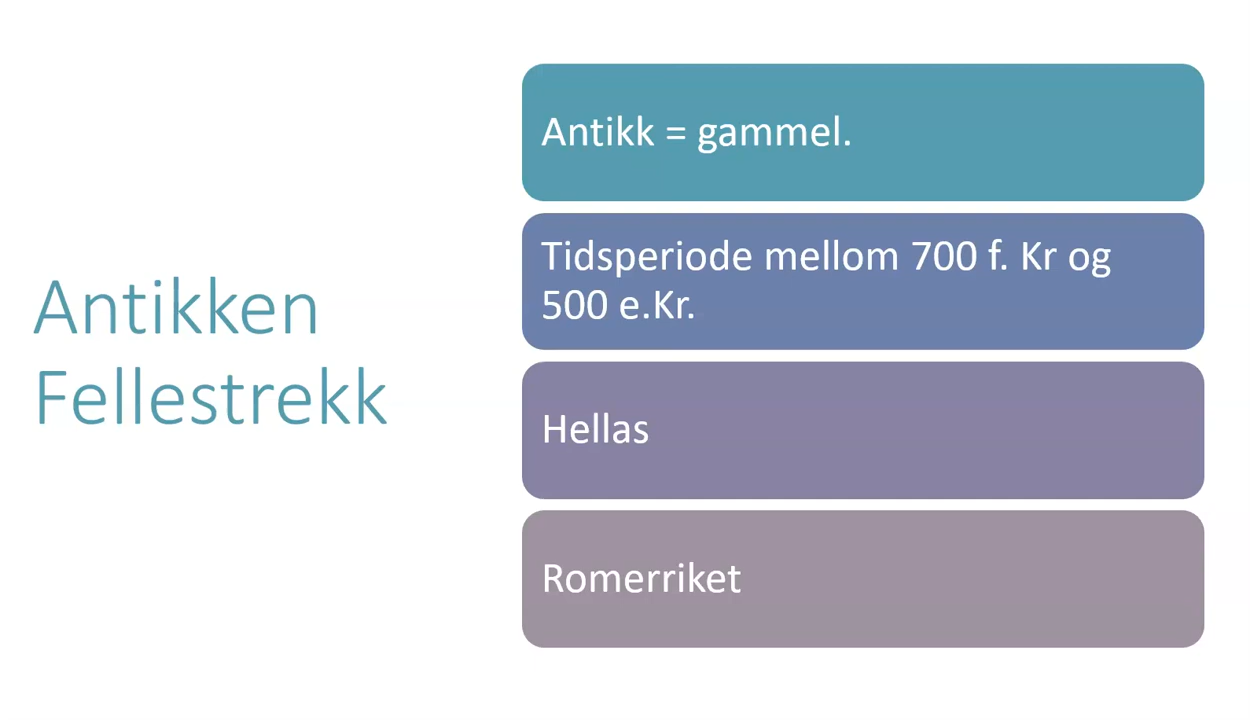 Antikken
Fellestrekk
Antikk = gammel.
Tidsperiode mellom 700 f. Kr og
500 e.Kr.
Hellas
Romerriket